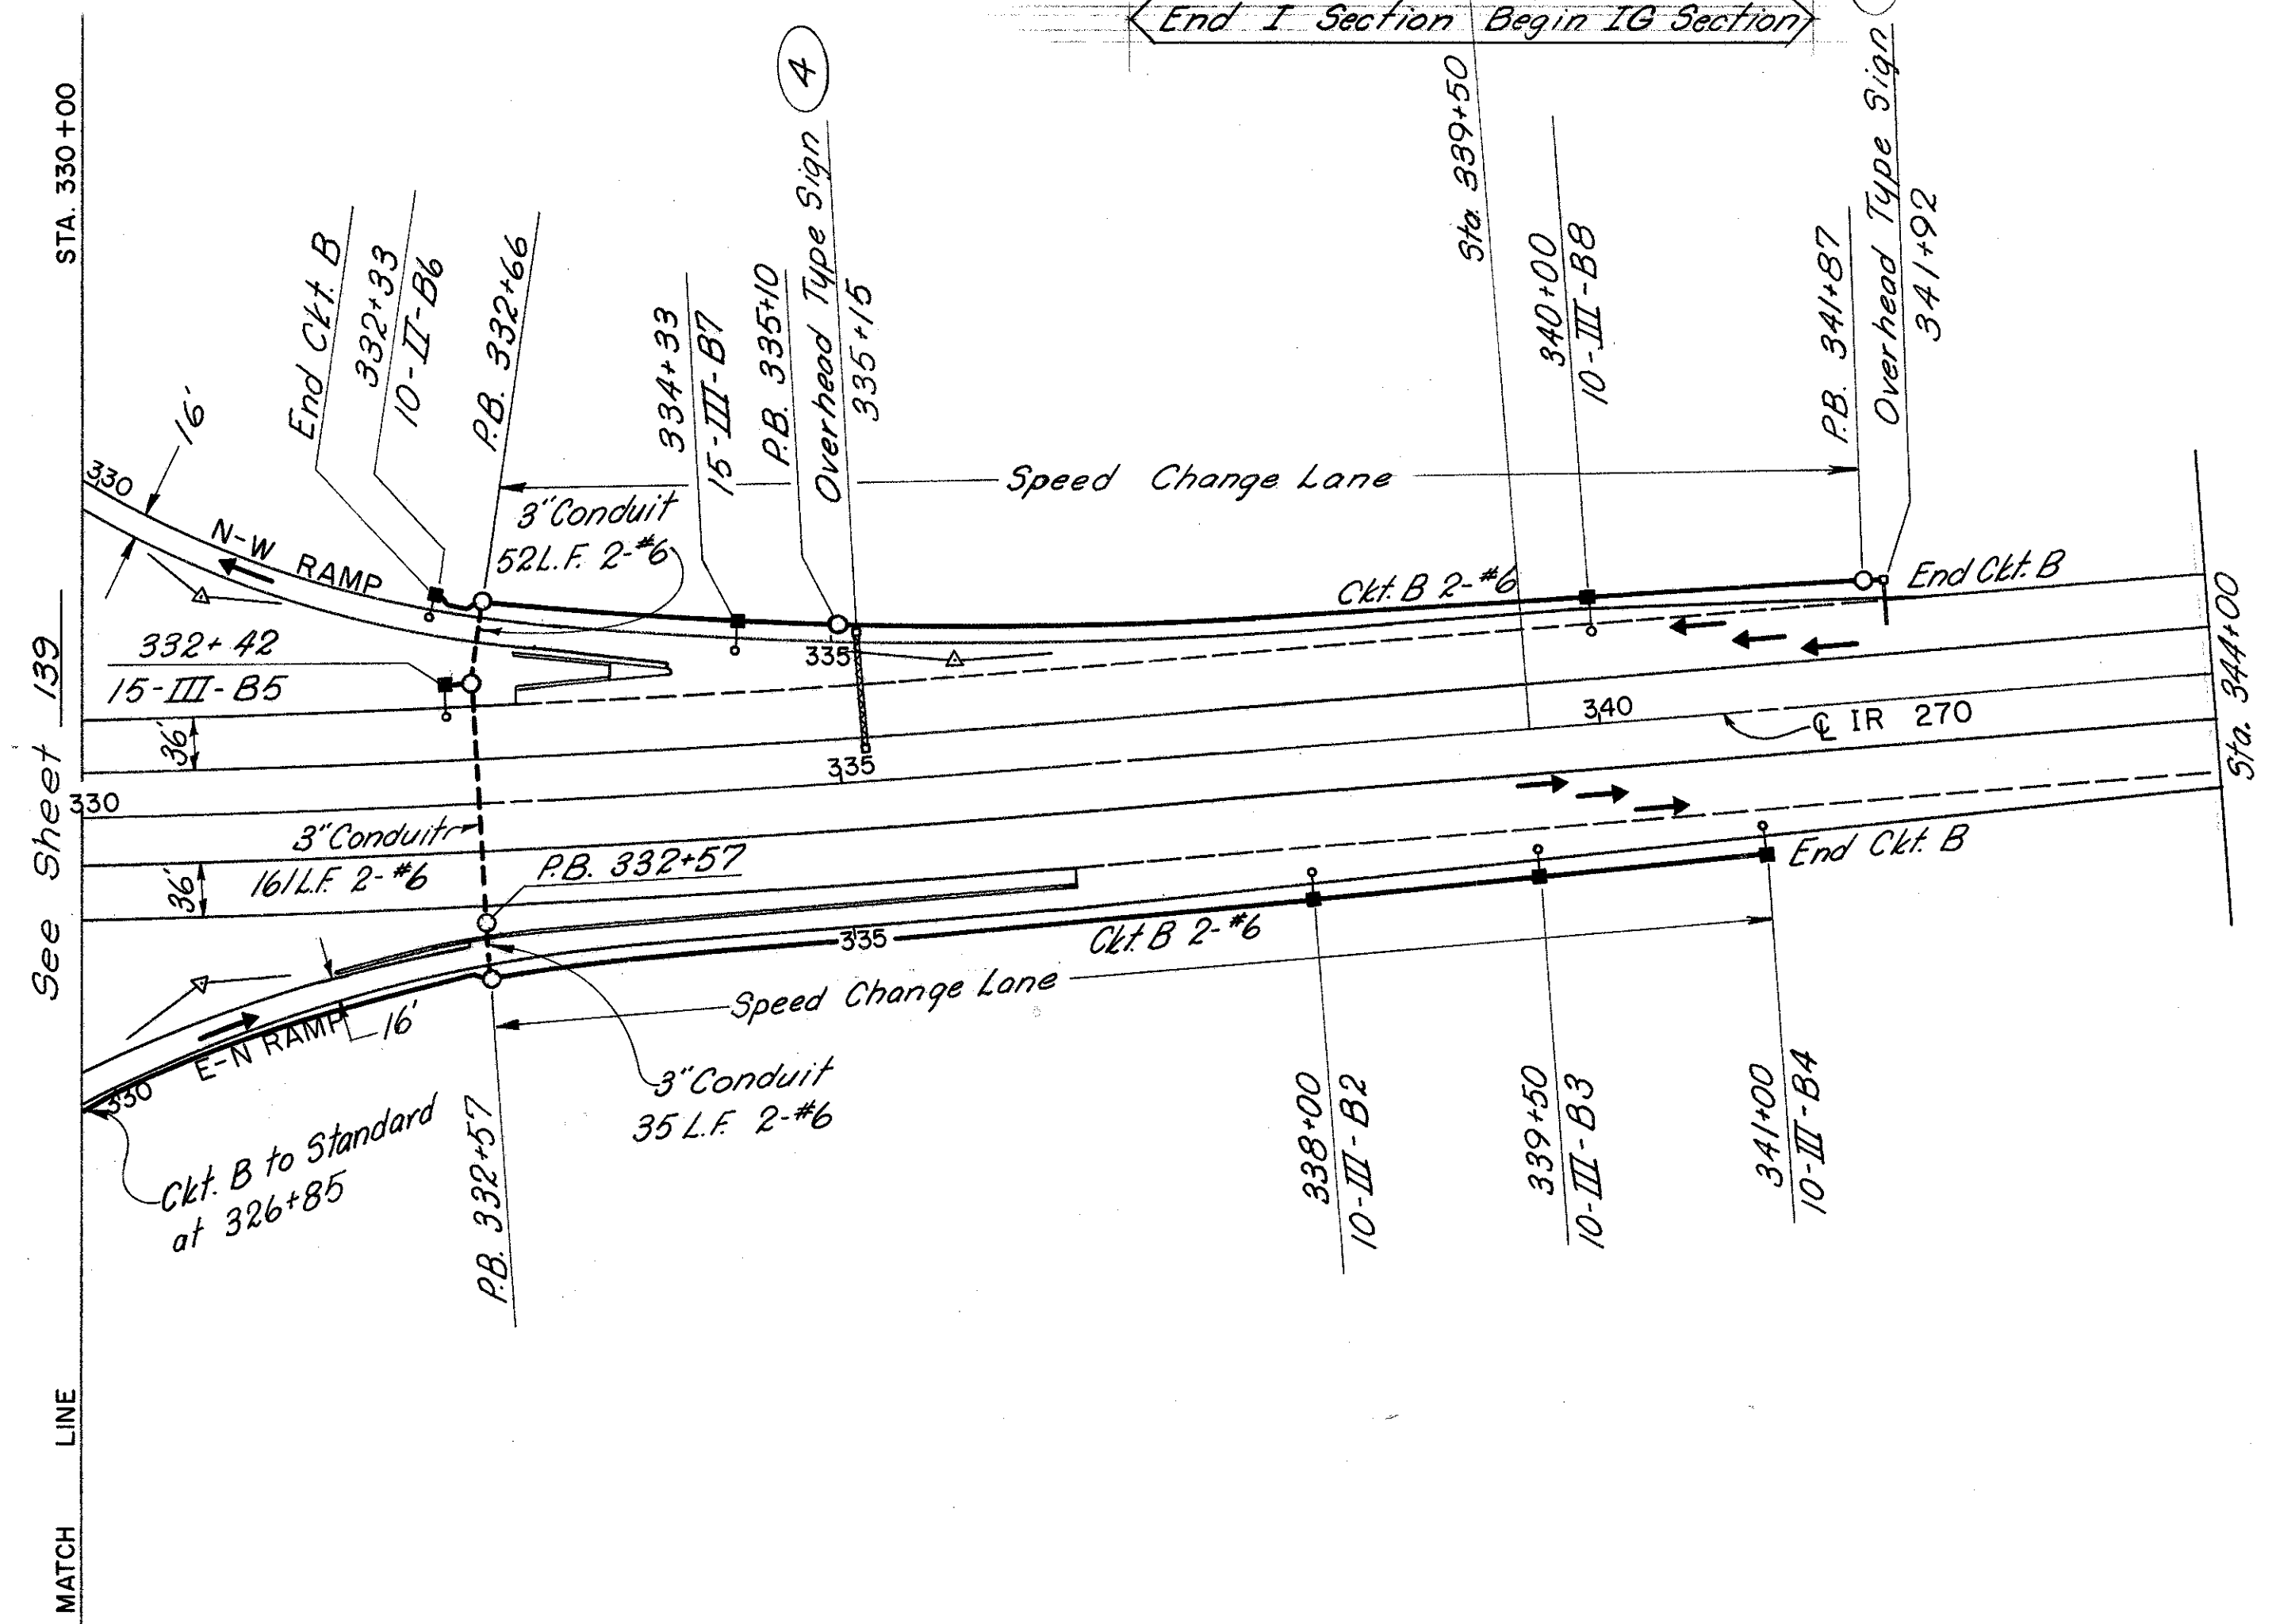 End I Section Begin IG Section
STA. 330+00
4
Overhead Type Sign
335+15
Sta. 339+50
340+00
10-III-B8
P.B. 341+87
Overhead Type Sign
341+92
End Ckt. B
332+33
10-II-B6
P.B. 332+66
334+33
15-III-B7
P.B. 335+10
16'
330
N-W RAMP
3" Conduit
52 L.F. 2-#6
Speed Change Lane
Ckt. B 2-#6
End Ckt. B
See Sheet 139
332+42
15-III-B5
335
36'
340
℄ IR 270
Sta. 344+00
330
335
3" Conduit
161 L.F. 2-#6
36'
P.B. 332+57
End Ckt. B
335
Ckt. B 2-#6
Speed Change Lane
E-N RAMP
16'
330
3" Conduit
35 L.F. 2-#6
Ckt. B to Standard
at 326+85
P.B. 332+57
338+00
10-III-B2
339+50
10-III-B3
341+00
10-III-B4
MATCH LINE